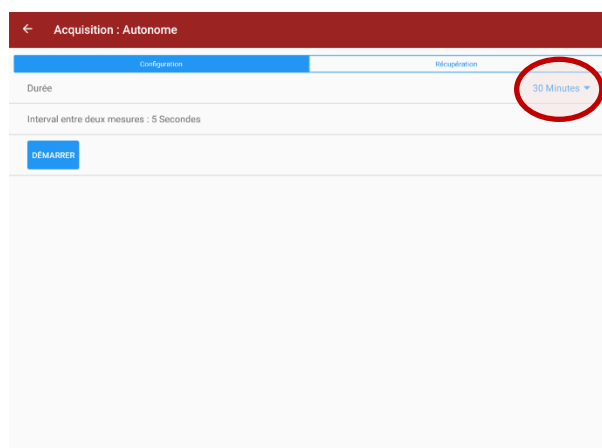 Acquisition : Autonome
Configuration Récupération
Durée 30 Minutes
Interval entre deux mesures : 5 Secondes
DÉMARRER